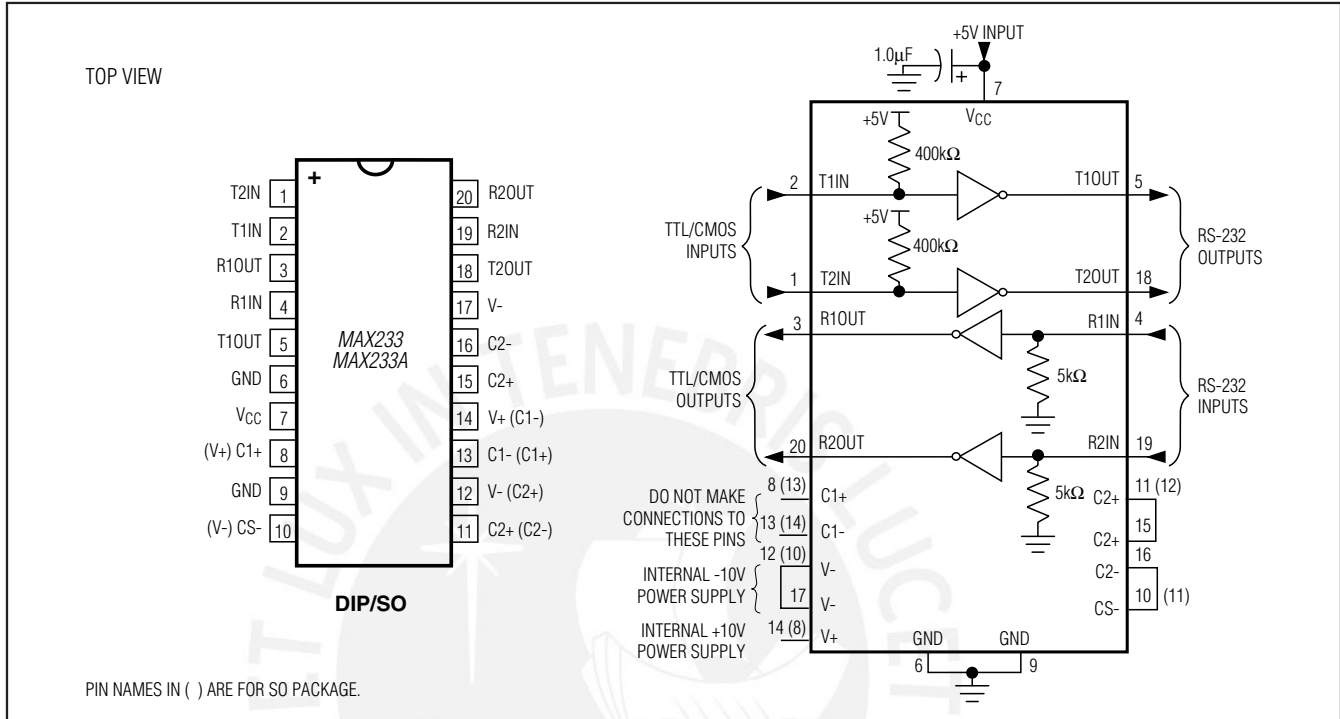 TOP VIEW
+
T2IN 1
T1IN 2
R1OUT 3
R1IN 4
T1OUT 5
GND 6
VCC 7
(V+) C1+ 8
GND 9
(V-) CS- 10
MAX233
MAX233A
20 R2OUT
19 R2IN
18 T2OUT
17 V-
16 C2-
15 C2+
14 V+ (C1-)
13 C1- (C1+)
12 V- (C2+)
11 C2+ (C2-)
DIP/SO
PIN NAMES IN ( ) ARE FOR SO PACKAGE.
+5V INPUT
1.0μF
+
7
VCC
+5V
400kΩ
2 T1IN T1OUT 5
+5V
400kΩ
TTL/CMOS
INPUTS
RS-232
OUTPUTS
1 T2IN T2OUT 18
3 R1OUT R1IN 4
5kΩ
TTL/CMOS
OUTPUTS
RS-232
INPUTS
20 R2OUT R2IN 19
5kΩ
DO NOT MAKE
CONNECTIONS TO
THESE PINS
8 (13) C1+
13 (14) C1-
INTERNAL -10V
POWER SUPPLY
12 (10) V-
17 V-
INTERNAL +10V
POWER SUPPLY
14 (8) V+
C2+ 11 (12)
C2+ 15
C2- 16
CS- 10 (11)
GND GND
6 9
ET LUX IN TENEBRIS LUCET